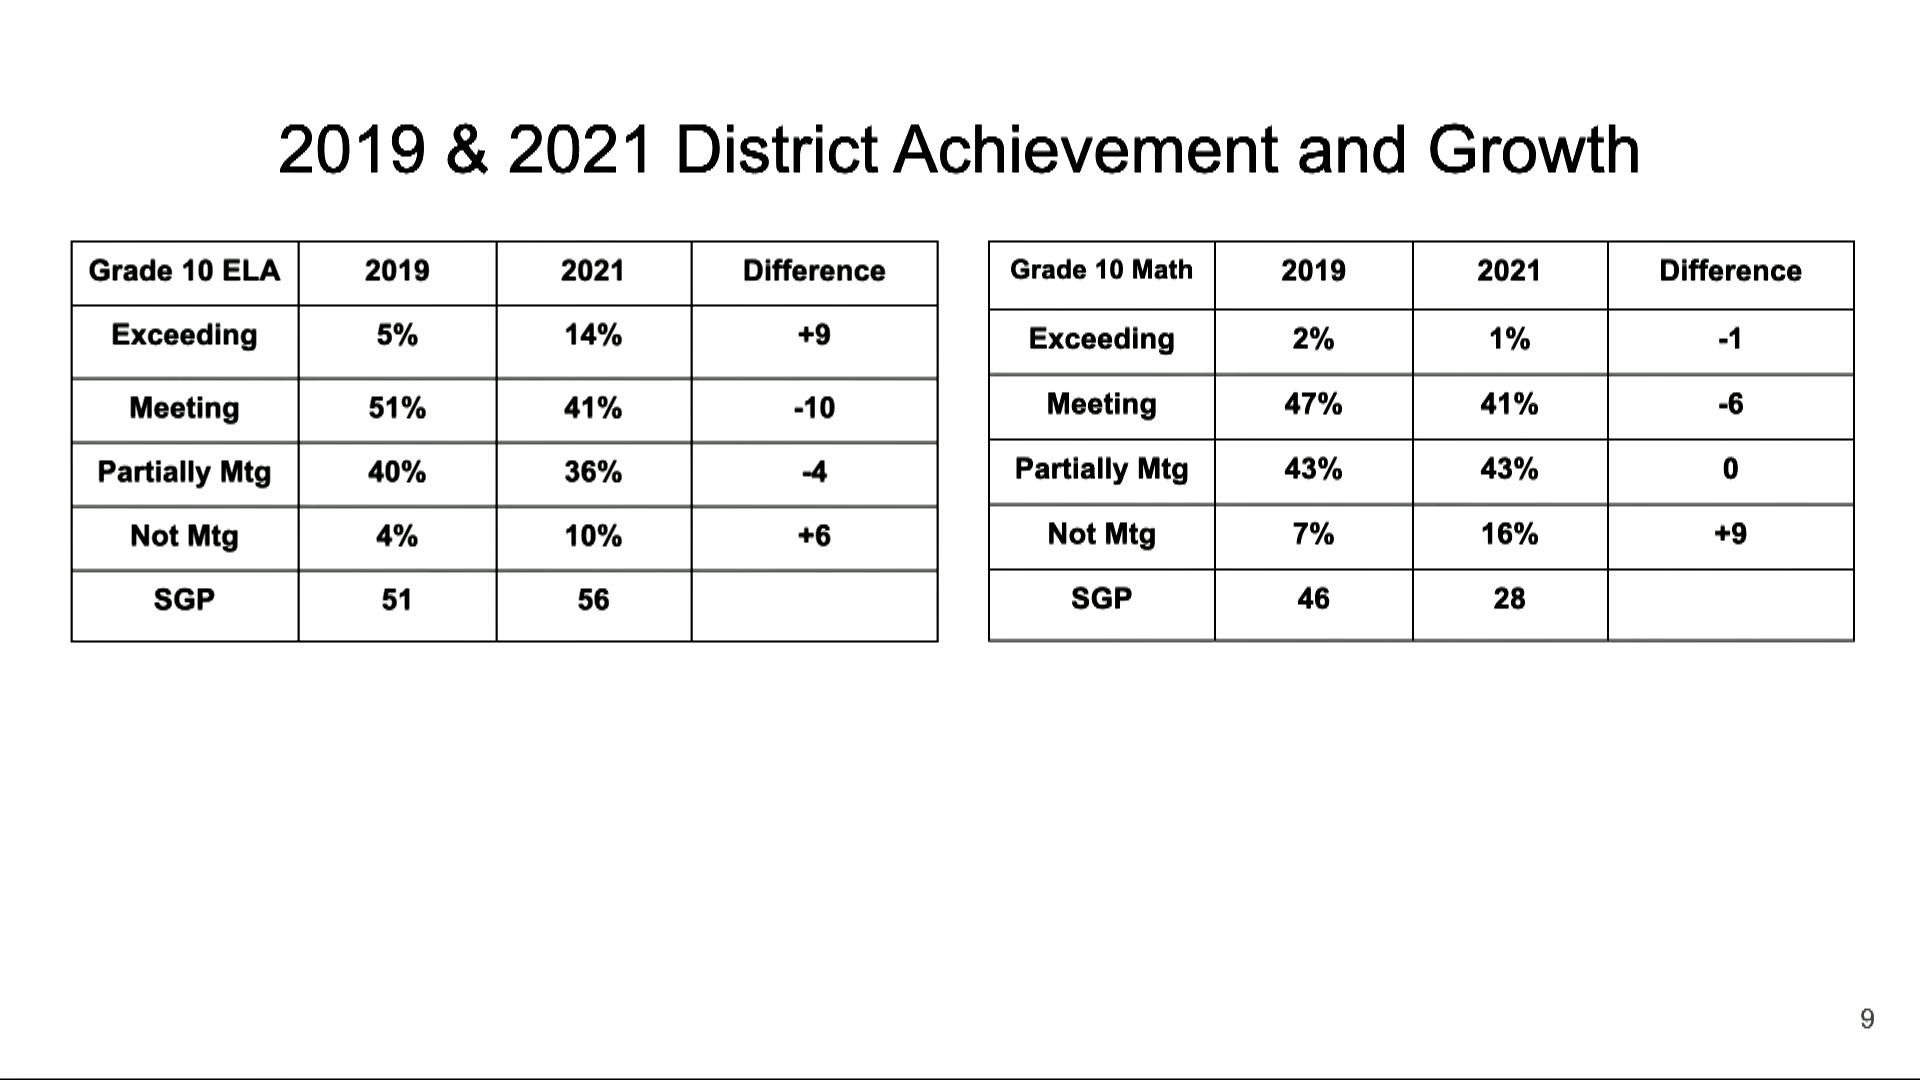 2019 & 2021 District Achievement and Growth
Grade 10 ELA 2019 2021 Difference
Exceeding 5% 14% +9
Meeting 51% 41% -10
Partially Mtg 40% 36% -4
Not Mtg 4% 10% +6
SGP 51 56
Grade 10 Math 2019 2021 Difference
Exceeding 2% 1% -1
Meeting 47% 41% -6
Partially Mtg 43% 43% 0
Not Mtg 7% 16% +9
SGP 46 28
9